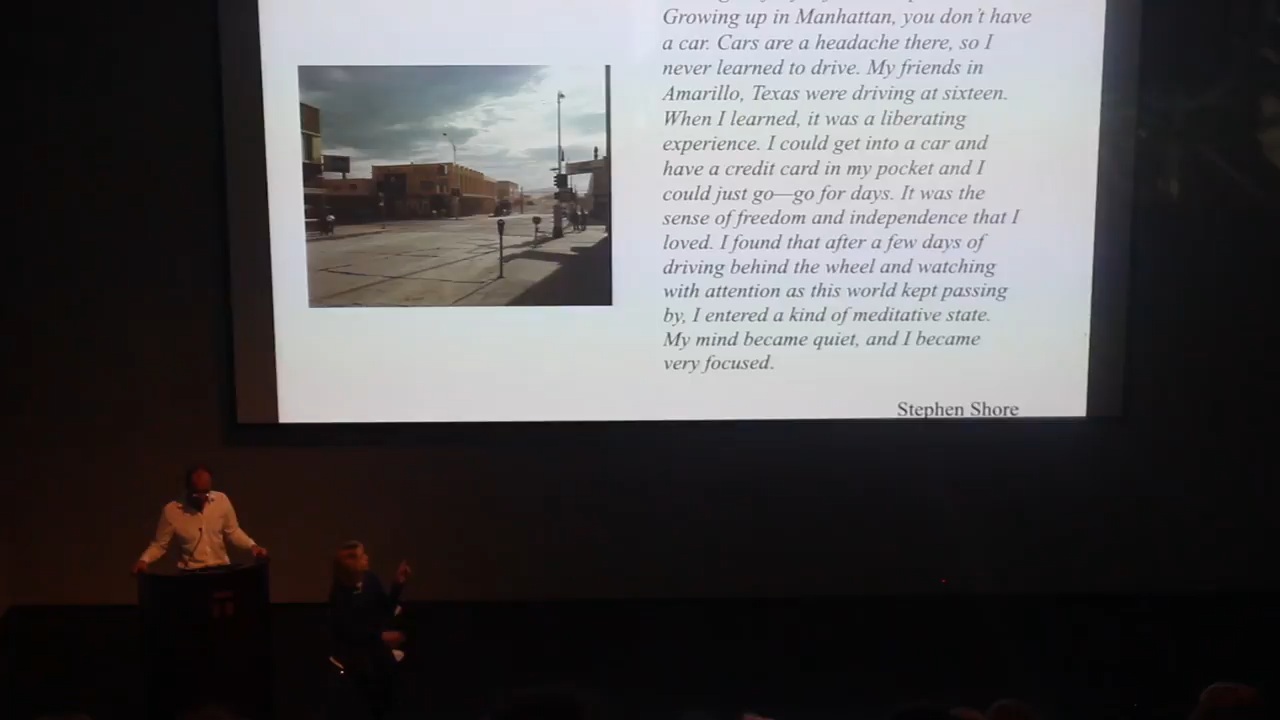 Growing up in Manhattan, you don't have
a car. Cars are a headache there, so I
never learned to drive. My friends in
Amarillo, Texas were driving at sixteen.
When I learned, it was a liberating
experience. I could get into a car and
have a credit card in my pocket and I
could just go—go for days. It was the
sense of freedom and independence that I
loved. I found that after a few days of
driving behind the wheel and watching
with attention as this world kept passing
by, I entered a kind of meditative state.
My mind became quiet, and I became
very focused.
Stephen Shore